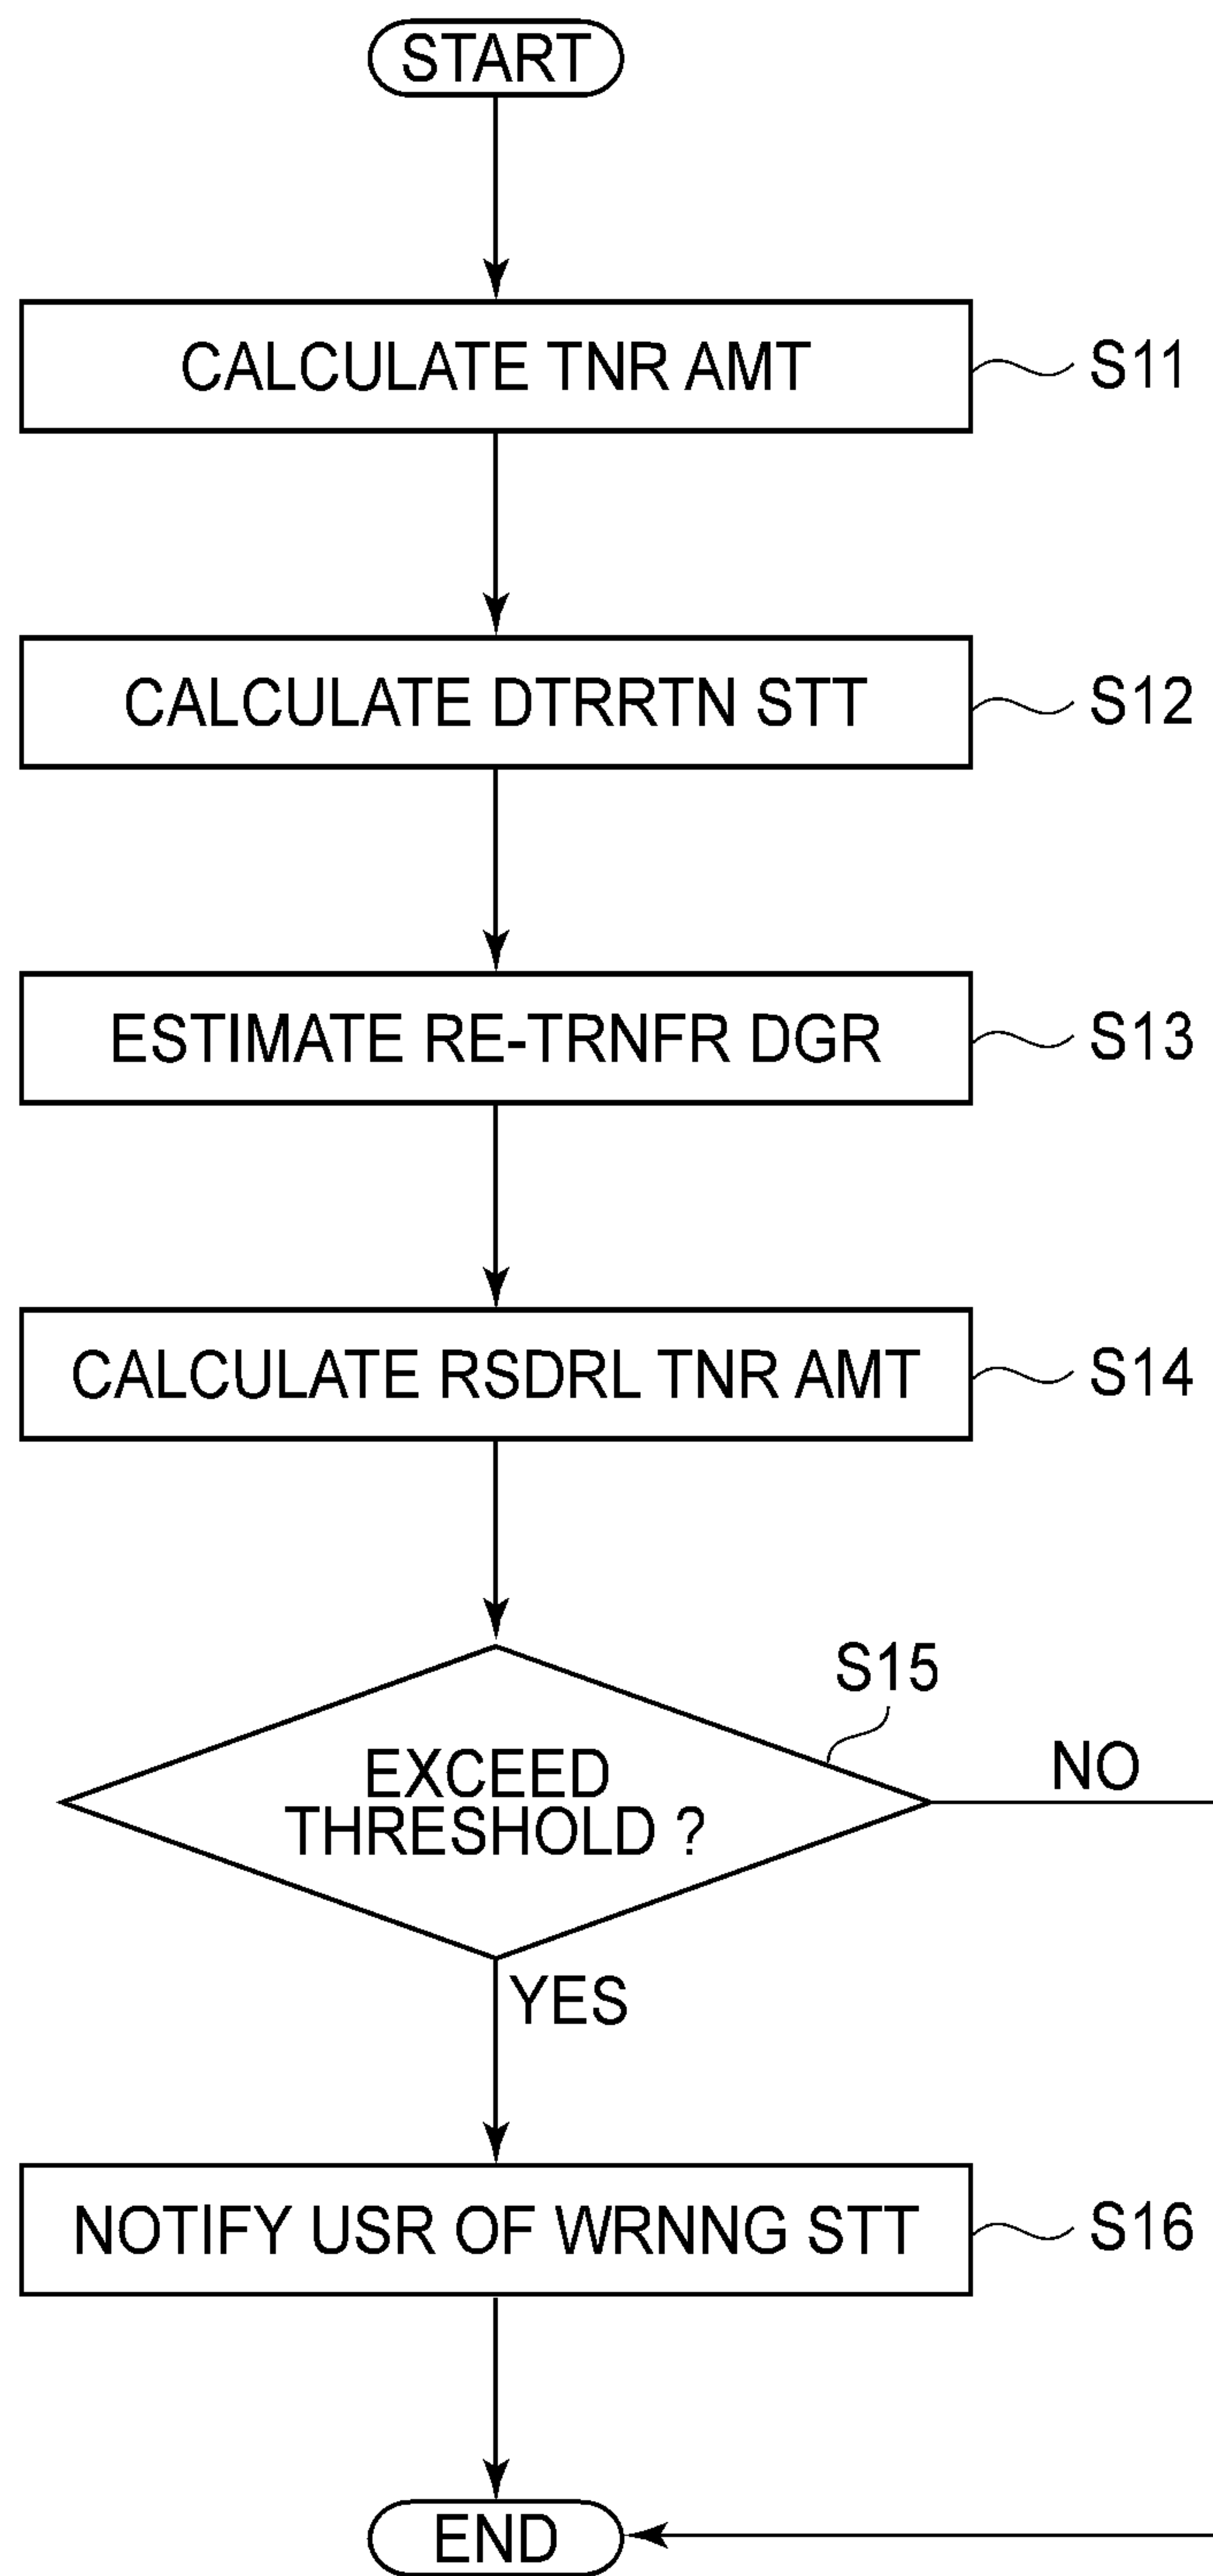 START
CALCULATE TNR AMT
S11
CALCULATE DTRRTN STT
S12
ESTIMATE RE-TRNFR DGR
S13
CALCULATE RSDRL TNR AMT
S14
S15
EXCEED
THRESHOLD ?
NO
YES
NOTIFY USR OF WRNNG STT
S16
END